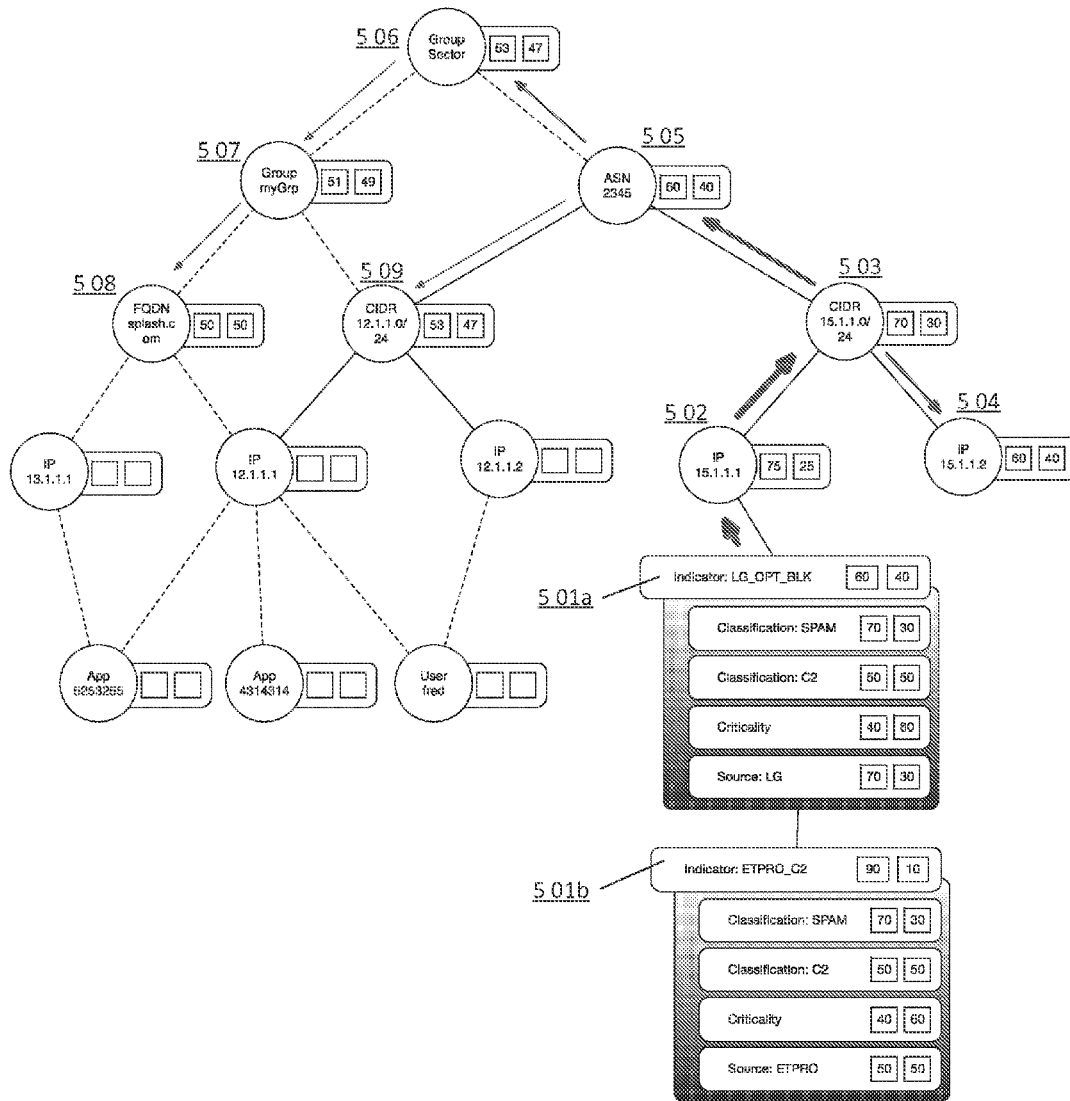 5 06
Group
Sector
53 47
5 07
Group
myGrp
51 49
5 05
ASN
2345
60 40
5 08
FQDN
splash.c
om
50 50
5 09
CIDR
12.1.1.0/
24
53 47
5 03
CIDR
15.1.1.0/
24
70 30
IP
13.1.1.1
IP
12.1.1.1
IP
12.1.1.2
5 02
IP
15.1.1.1
75 25
5 04
IP
15.1.1.2
60 40
App
App
4314314
User
fred
5 01a
Indicator: LG_OPT_BLK 60 40
Classification: SPAM 70 30
Classification: C2 50 50
Criticality 40 60
Source: LG 70 30
5 01b
Indicator: ETPRO_C2 90 10
Classification: SPAM 70 30
Classification: C2 50 50
Criticality 40 60
Source: ETPRO 50 50